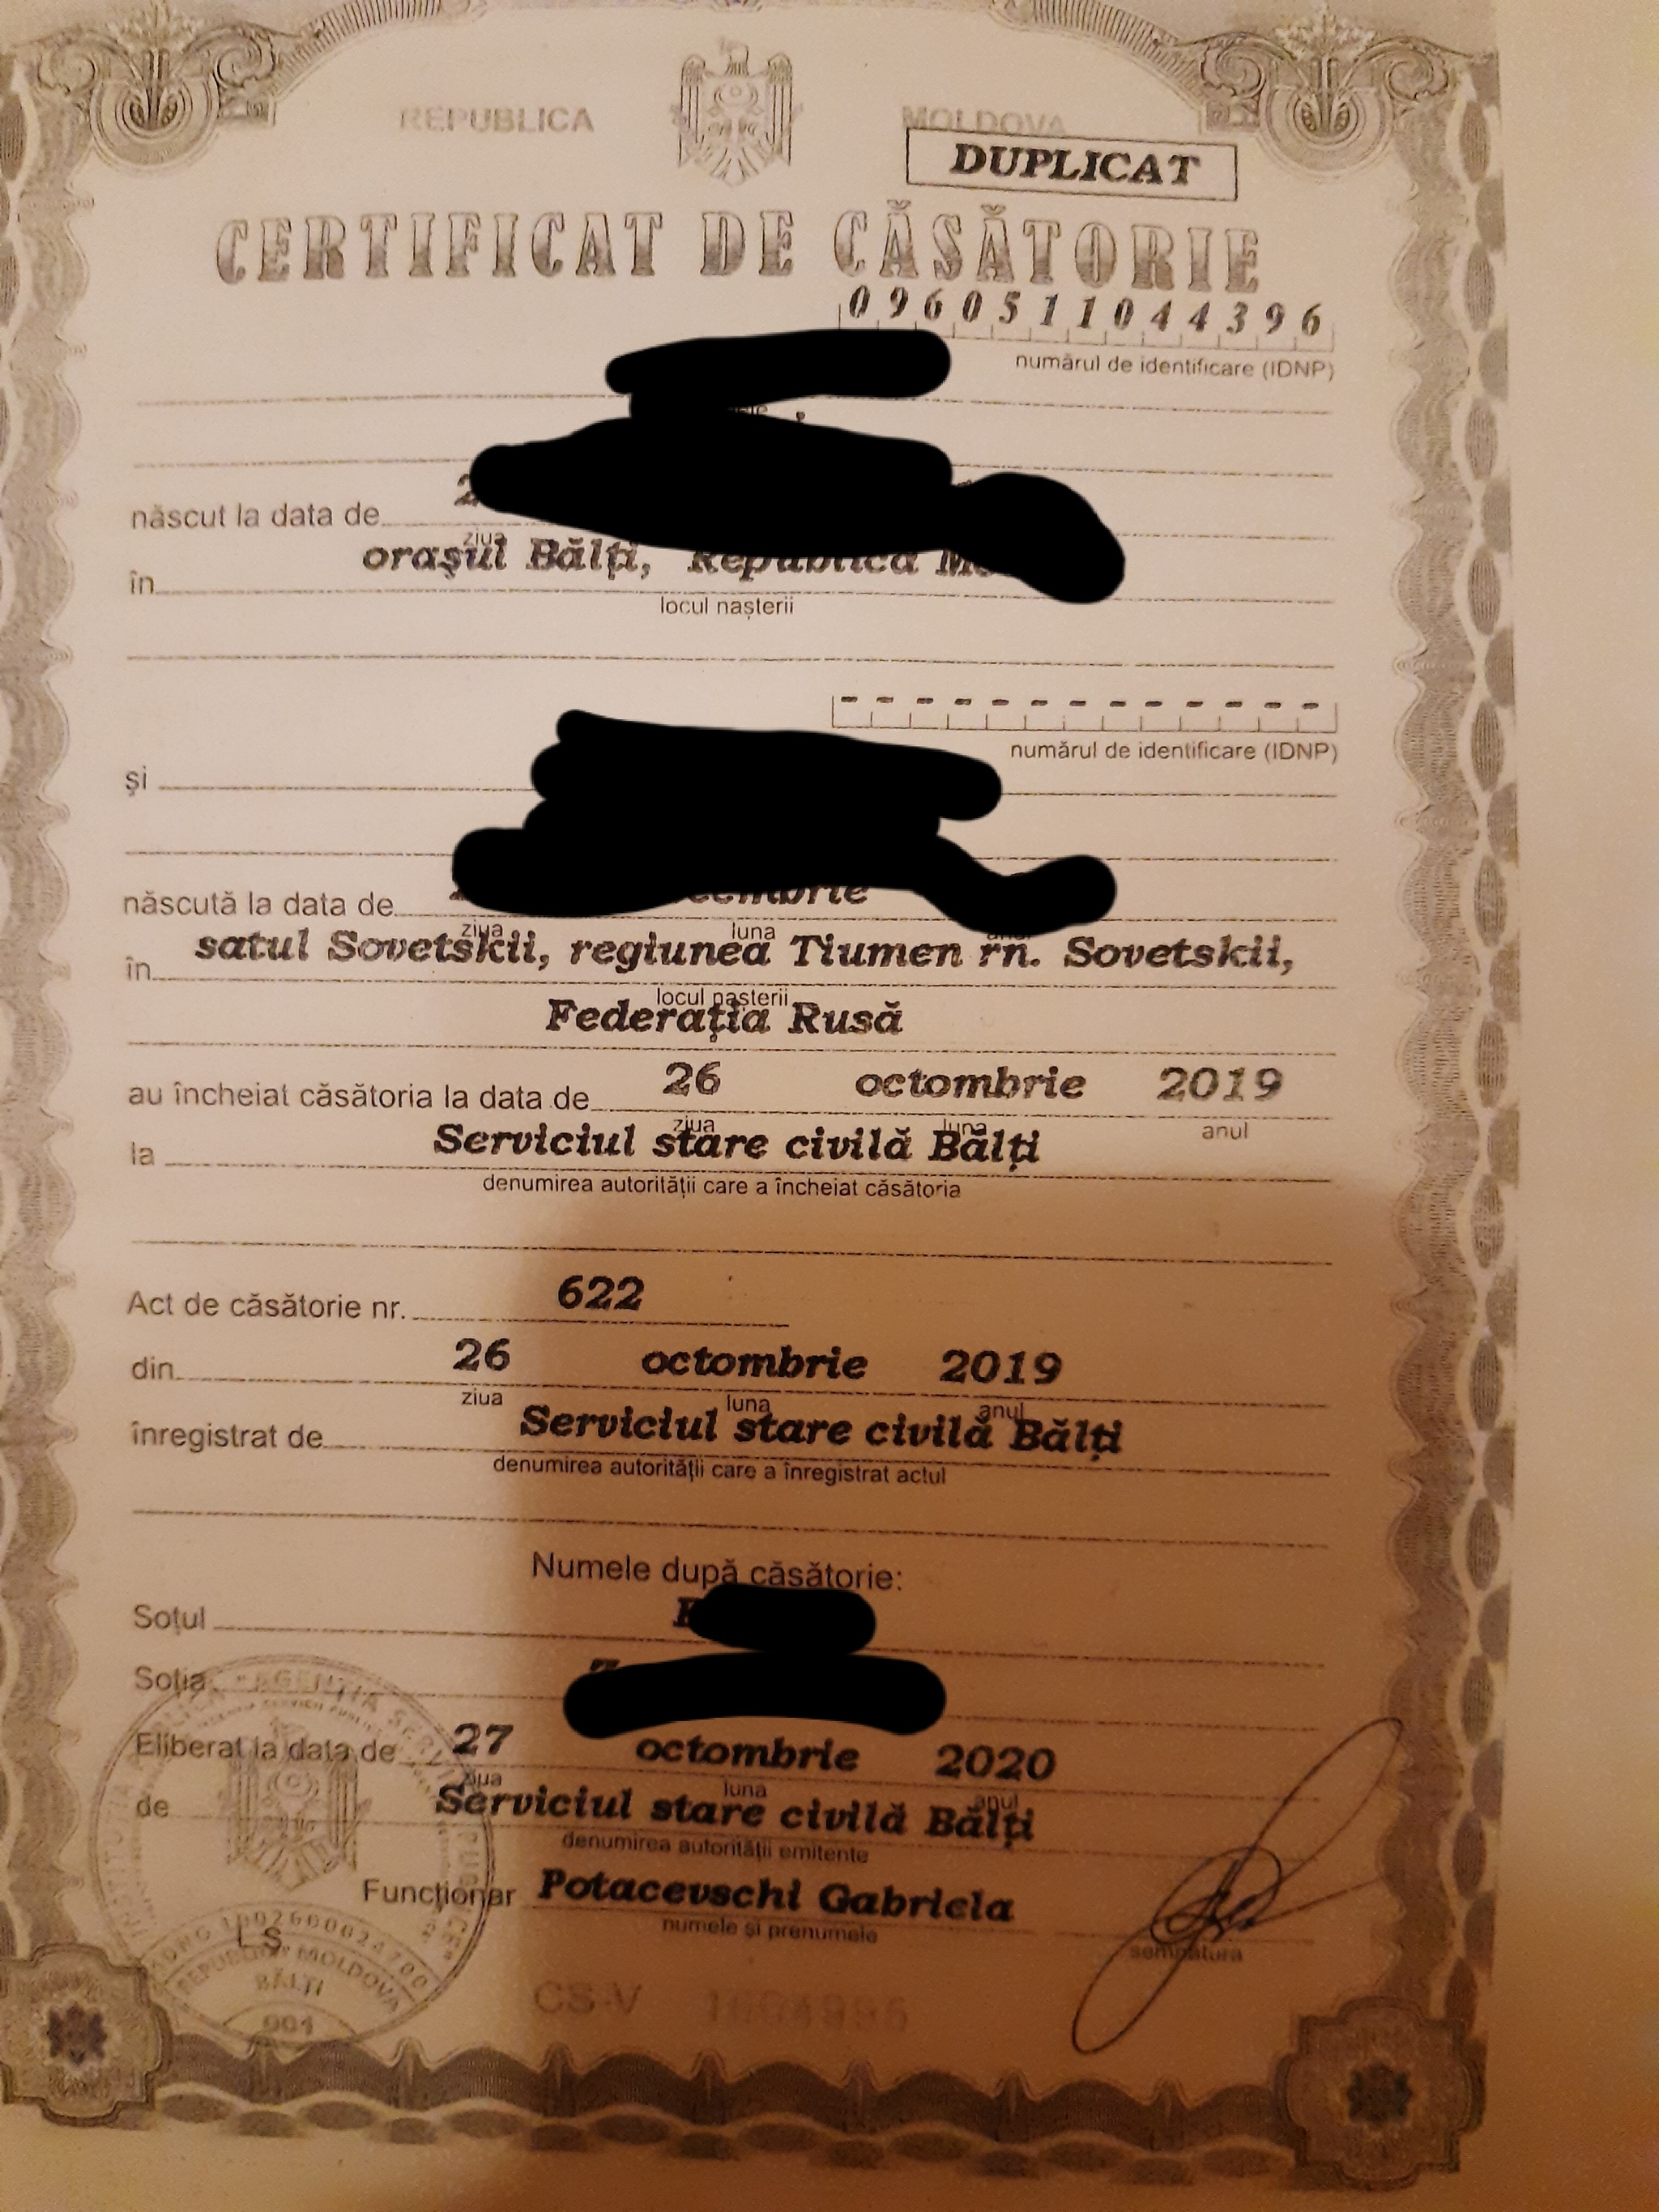 REPUBLICA MOLDOVA
DUPLICAT
CERTIFICAT DE CĂSĂTORIE
0960511044396
numărul de identificare (IDNP)
născut la data de 2
ziua
în orașul Bălți, Republica
locul nașterii
- - - - - - - - - - - - -
numărul de identificare (IDNP)
și
născută la data de
ziua luna
în satul Sovetskii, regiunea Tiumen rn. Sovetskii,
locul nașterii
Federația Rusă
au încheiat căsătoria la data de 26 octombrie 2019
ziua luna anul
la Serviciul stare civilă Bălți
denumirea autorității care a încheiat căsătoria
Act de căsătorie nr. 622
din 26 octombrie 2019
ziua luna anul
înregistrat de Serviciul stare civilă Bălți
denumirea autorității care a înregistrat actul
Numele după căsătorie:
Soțul
Soția
Eliberat la data de 27 octombrie 2020
ziua luna anul
de Serviciul stare civilă Bălți
denumirea autorității emitente
Funcționar Potacevschi Gabriela
numele și prenumele
semnătura
L.S.
REPUBLICA MOLDOVA
BĂLȚI
001
CS-V